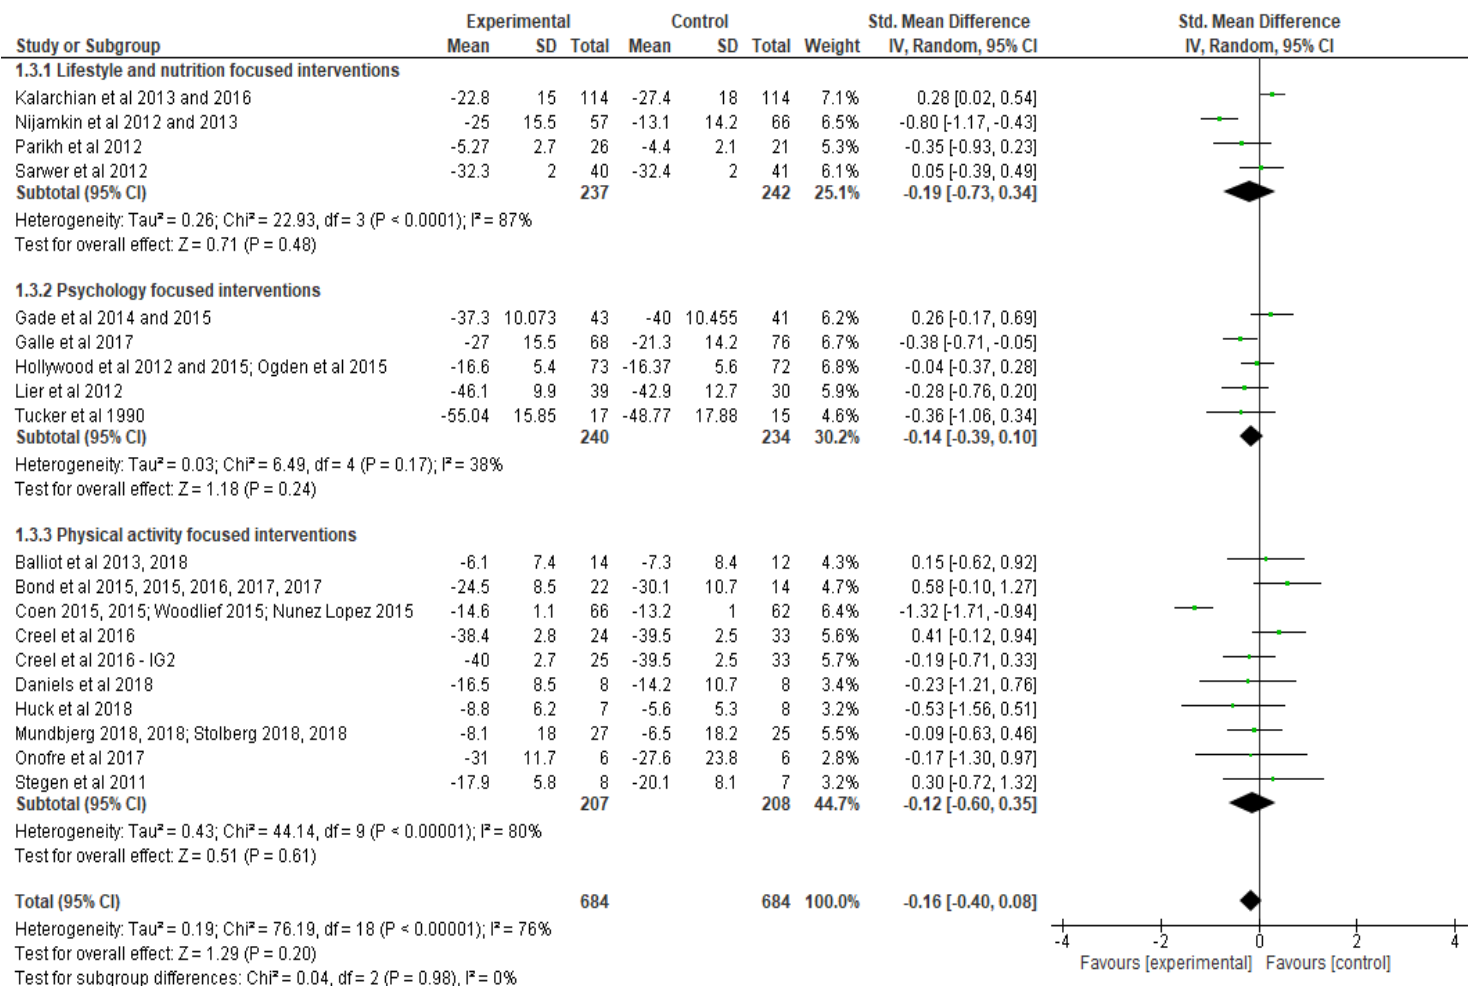 Experimental Control Std. Mean Difference Std. Mean Difference
Study or Subgroup Mean SD Total Mean SD Total Weight IV, Random, 95% CI IV, Random, 95% CI
1.3.1 Lifestyle and nutrition focused interventions
Kalarchian et al 2013 and 2016 -22.8 15 114 -27.4 18 114 7.1% 0.28 [0.02, 0.54]
Nijamkin et al 2012 and 2013 -25 15.5 57 -13.1 14.2 66 6.5% -0.80 [-1.17, -0.43]
Parikh et al 2012 -5.27 2.7 26 -4.4 2.1 21 5.3% -0.35 [-0.93, 0.23]
Sarwer et al 2012 -32.3 2 40 -32.4 2 41 6.1% 0.05 [-0.39, 0.49]
Subtotal (95% CI) 237 242 25.1% -0.19 [-0.73, 0.34]
Heterogeneity: Tau² = 0.26; Chi² = 22.93, df = 3 (P < 0.0001); I² = 87%
Test for overall effect: Z = 0.71 (P = 0.48)
1.3.2 Psychology focused interventions
Gade et al 2014 and 2015 -37.3 10.073 43 -40 10.455 41 6.2% 0.26 [-0.17, 0.69]
Galle et al 2017 -27 15.5 68 -21.3 14.2 76 6.7% -0.38 [-0.71, -0.05]
Hollywood et al 2012 and 2015; Ogden et al 2015 -16.6 5.4 73 -16.37 5.6 72 6.8% -0.04 [-0.37, 0.28]
Lier et al 2012 -46.1 9.9 39 -42.9 12.7 30 5.9% -0.28 [-0.76, 0.20]
Tucker et al 1990 -55.04 15.85 17 -48.77 17.88 15 4.6% -0.36 [-1.06, 0.34]
Subtotal (95% CI) 240 234 30.2% -0.14 [-0.39, 0.10]
Heterogeneity: Tau² = 0.03; Chi² = 6.49, df = 4 (P = 0.17); I² = 38%
Test for overall effect: Z = 1.18 (P = 0.24)
1.3.3 Physical activity focused interventions
Balliot et al 2013, 2018 -6.1 7.4 14 -7.3 8.4 12 4.3% 0.15 [-0.62, 0.92]
Bond et al 2015, 2015, 2016, 2017, 2017 -24.5 8.5 22 -30.1 10.7 14 4.7% 0.58 [-0.10, 1.27]
Coen 2015, 2015; Woodlief 2015; Nunez Lopez 2015 -14.6 1.1 66 -13.2 1 62 6.4% -1.32 [-1.71, -0.94]
Creel et al 2016 -38.4 2.8 24 -39.5 2.5 33 5.6% 0.41 [-0.12, 0.94]
Creel et al 2016 - IG2 -40 2.7 25 -39.5 2.5 33 5.7% -0.19 [-0.71, 0.33]
Daniels et al 2018 -16.5 8.5 8 -14.2 10.7 8 3.4% -0.23 [-1.21, 0.76]
Huck et al 2018 -8.8 6.2 7 -5.6 5.3 8 3.2% -0.53 [-1.56, 0.51]
Mundbjerg 2018, 2018; Stolberg 2018, 2018 -8.1 18 27 -6.5 18.2 25 5.5% -0.09 [-0.63, 0.46]
Onofre et al 2017 -31 11.7 6 -27.6 23.8 6 2.8% -0.17 [-1.30, 0.97]
Stegen et al 2011 -17.9 5.8 8 -20.1 8.1 7 3.2% 0.30 [-0.72, 1.32]
Subtotal (95% CI) 207 208 44.7% -0.12 [-0.60, 0.35]
Heterogeneity: Tau² = 0.43; Chi² = 44.14, df = 9 (P < 0.00001); I² = 80%
Test for overall effect: Z = 0.51 (P = 0.61)
Total (95% CI) 684 684 100.0% -0.16 [-0.40, 0.08]
Heterogeneity: Tau² = 0.19; Chi² = 76.19, df = 18 (P < 0.00001); I² = 76%
Test for overall effect: Z = 1.29 (P = 0.20)
Test for subgroup differences: Chi² = 0.04, df = 2 (P = 0.98), I² = 0%
-4 -2 0 2 4
Favours [experimental] Favours [control]